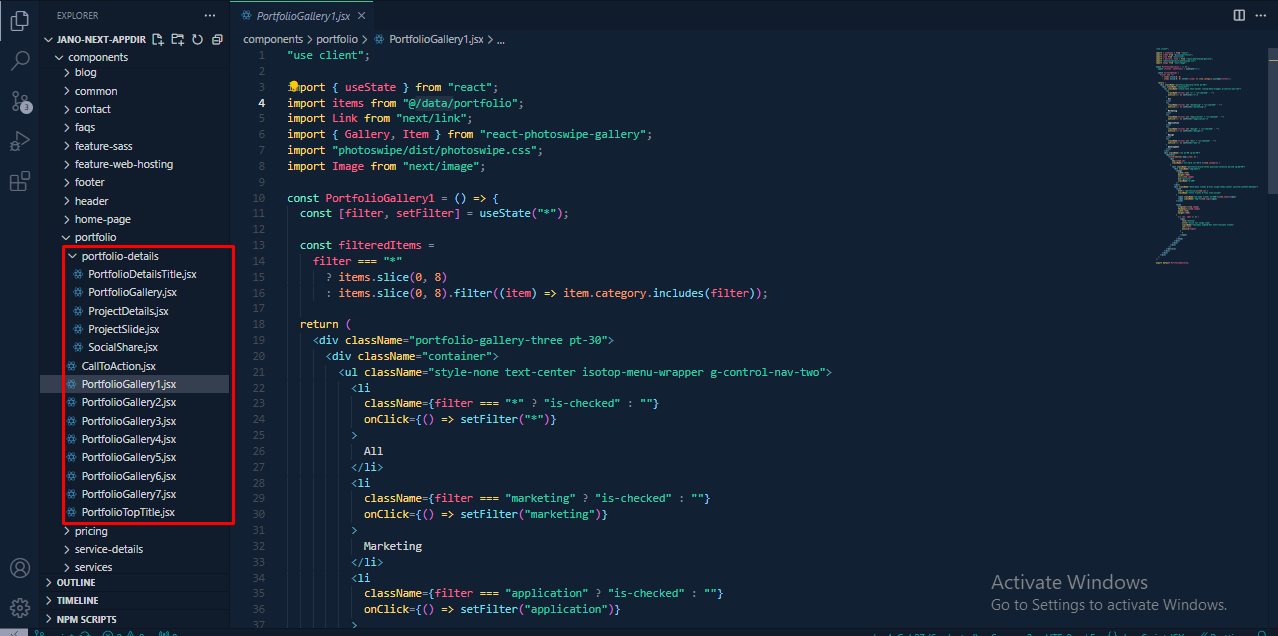 EXPLORER
JANO-NEXT-APPDIR
components
blog
common
contact
faqs
feature-sass
feature-web-hosting
footer
header
home-page
portfolio
portfolio-details
PortfolioDetailsTitle.jsx
PortfolioGallery.jsx
ProjectDetails.jsx
ProjectSlide.jsx
SocialShare.jsx
CallToAction.jsx
PortfolioGallery1.jsx
PortfolioGallery2.jsx
PortfolioGallery3.jsx
PortfolioGallery4.jsx
PortfolioGallery5.jsx
PortfolioGallery6.jsx
PortfolioGallery7.jsx
PortfolioTopTitle.jsx
pricing
service-details
services
OUTLINE
TIMELINE
NPM SCRIPTS
3
PortfolioGallery1.jsx
components > portfolio > PortfolioGallery1.jsx > ...
1 "use client";
2
3 import { useState } from "react";
4 import items from "@/data/portfolio";
5 import Link from "next/link";
6 import { Gallery, Item } from "react-photoswipe-gallery";
7 import "photoswipe/dist/photoswipe.css";
8 import Image from "next/image";
9
10 const PortfolioGallery1 = () => {
11 const [filter, setFilter] = useState("*");
12
13 const filteredItems =
14 filter === "*"
15 ? items.slice(0, 8)
16 : items.slice(0, 8).filter((item) => item.category.includes(filter));
17
18 return (
19 <div className="portfolio-gallery-three pt-30">
20 <div className="container">
21 <ul className="style-none text-center isotop-menu-wrapper g-control-nav-two">
22 <li
23 className={filter === "*" ? "is-checked" : ""}
24 onClick={() => setFilter("*")}
25 >
26 All
27 </li>
28 <li
29 className={filter === "marketing" ? "is-checked" : ""}
30 onClick={() => setFilter("marketing")}
31 >
32 Marketing
33 </li>
34 <li
35 className={filter === "application" ? "is-checked" : ""}
36 onClick={() => setFilter("application")}
37 >
Activate Windows
Go to Settings to activate Windows.